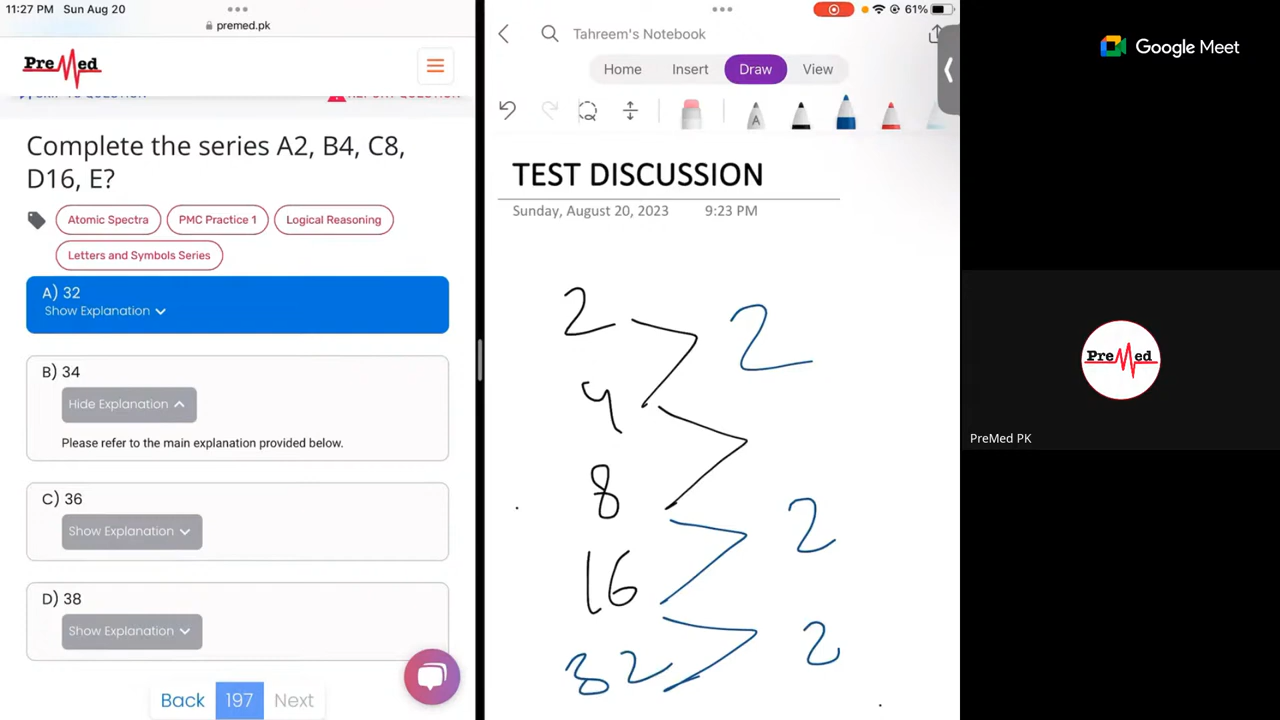 11:27 PM Sun Aug 20
premed.pk
PreMed
Complete the series A2, B4, C8,
D16, E?
Atomic Spectra
PMC Practice 1
Logical Reasoning
Letters and Symbols Series
A) 32
Show Explanation
B) 34
Hide Explanation
Please refer to the main explanation provided below.
C) 36
Show Explanation
D) 38
Show Explanation
Back
197
Next
61%
Tahreem's Notebook
Home
Insert
Draw
View
A
TEST DISCUSSION
Sunday, August 20, 2023 9:23 PM
2
2
4
8
2
16
2
32
Google Meet
PreMed
PreMed PK